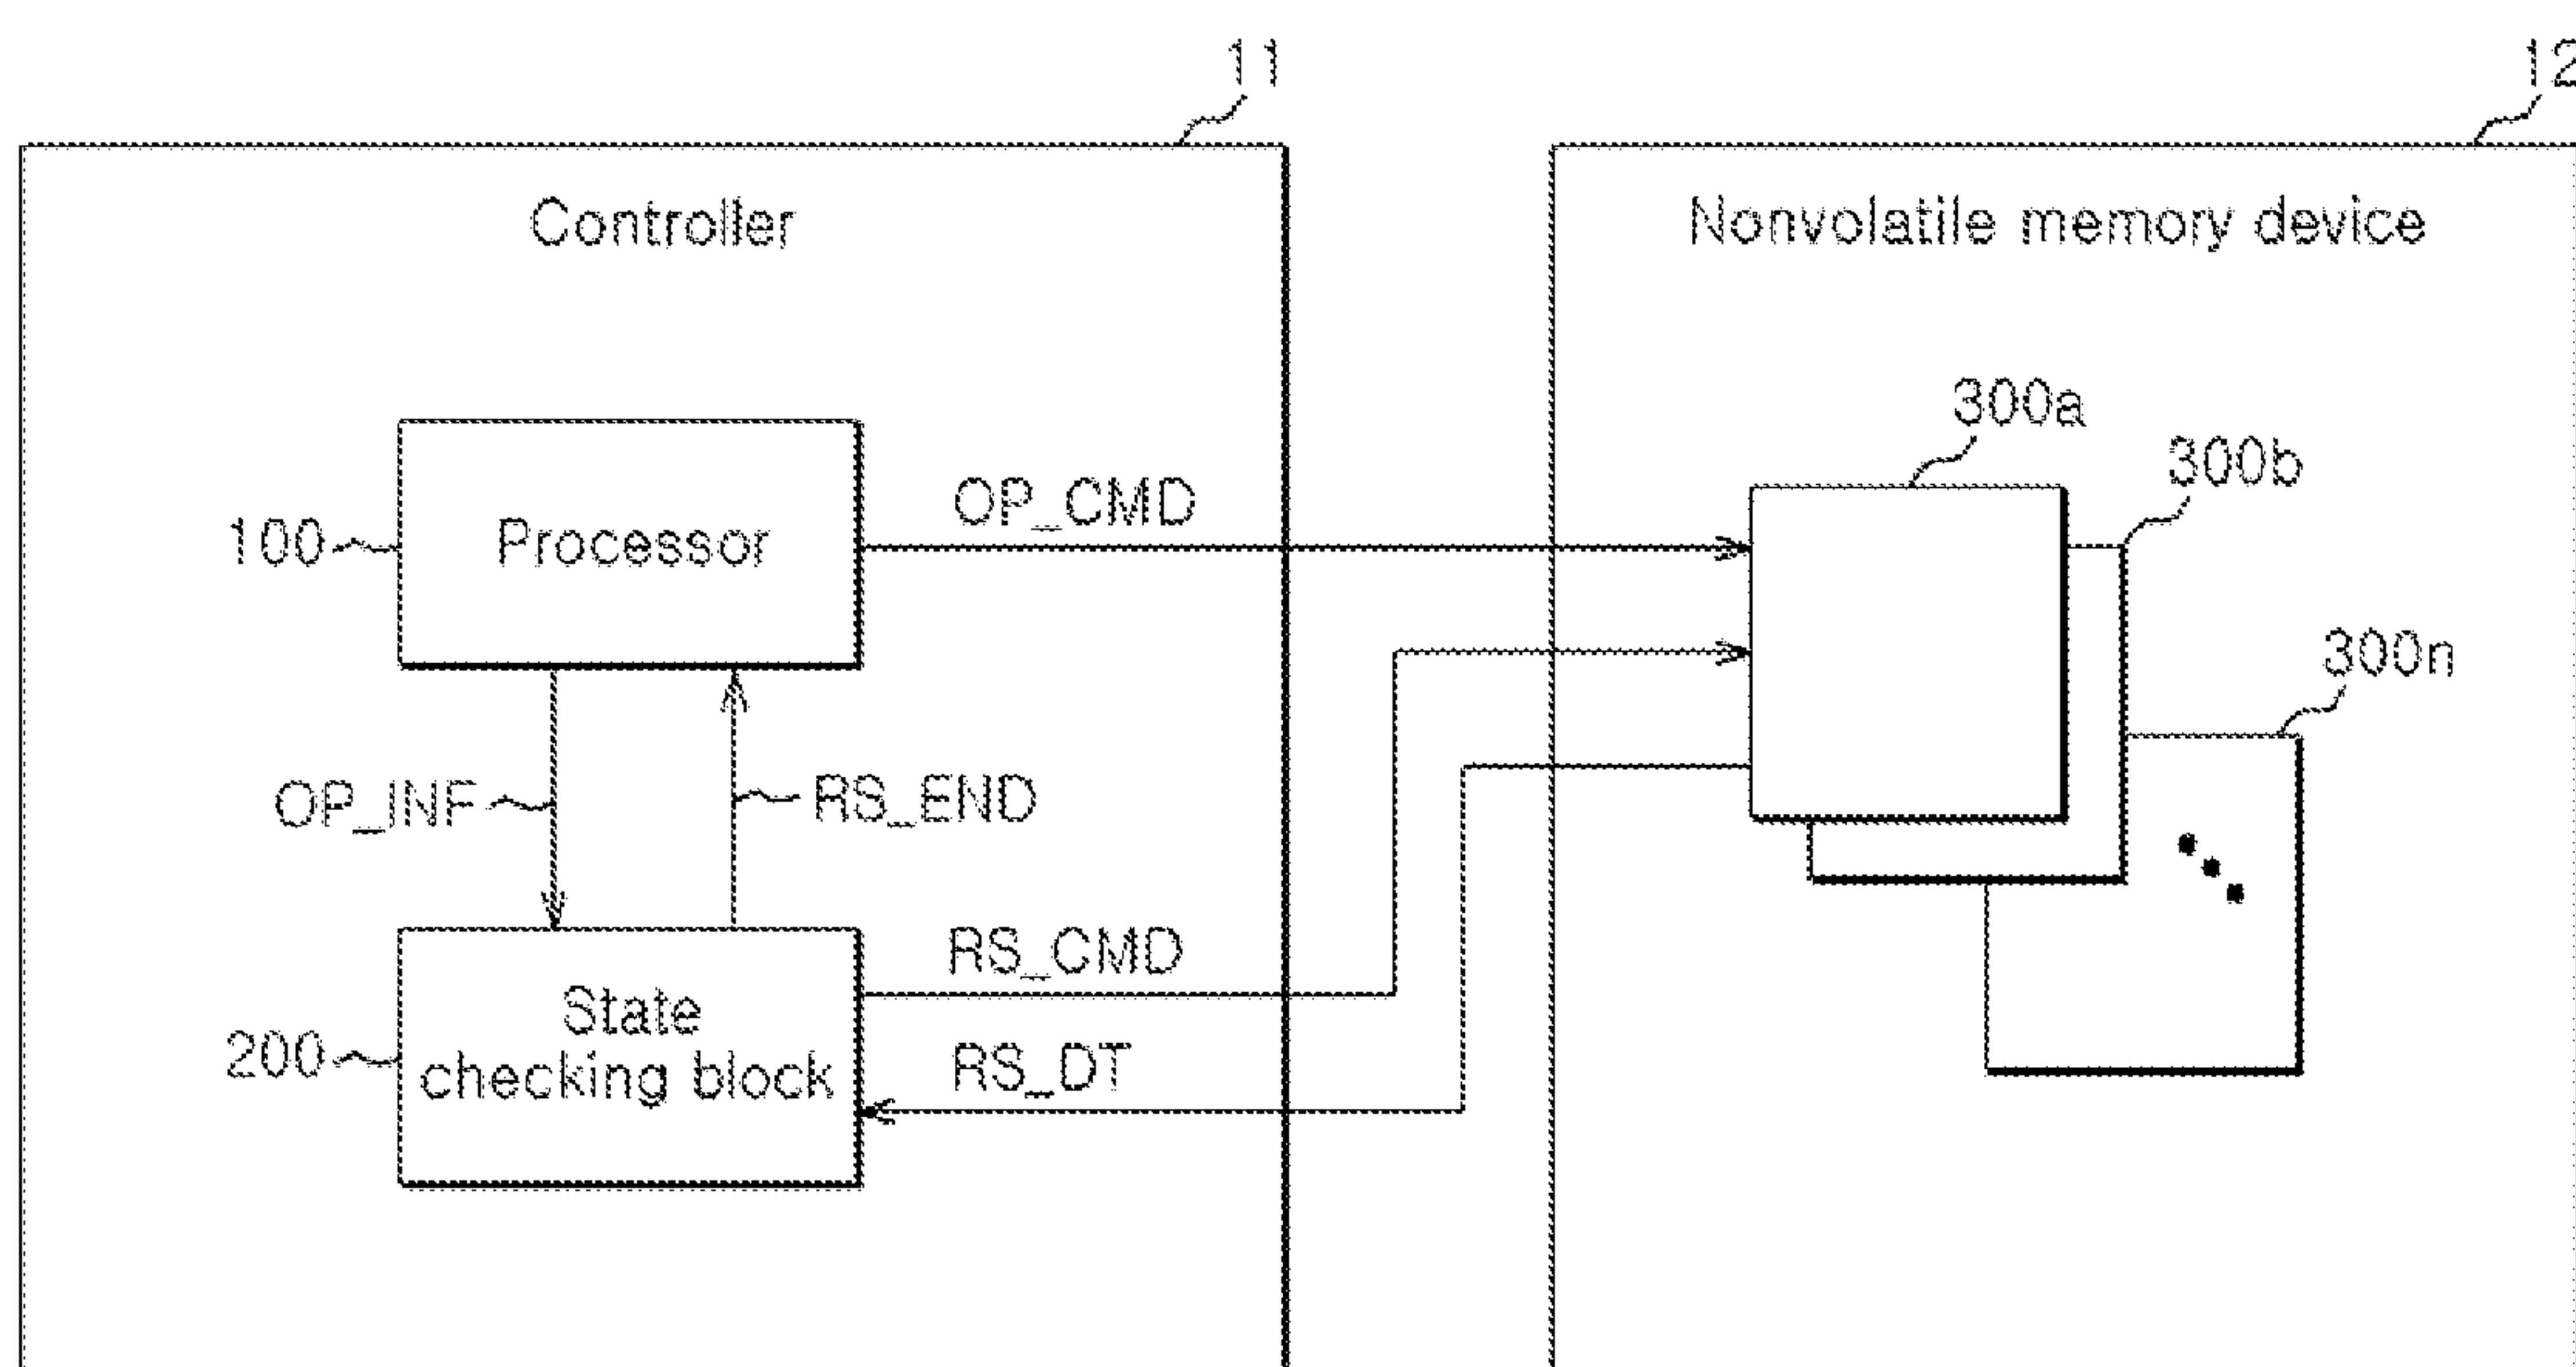 11
12
Controller
Nonvolatile memory device
300a
300b
300n
100
Processor
OP_CMD
OP_INF
RS_END
RS_CMD
200
State
checking block
RS_DT